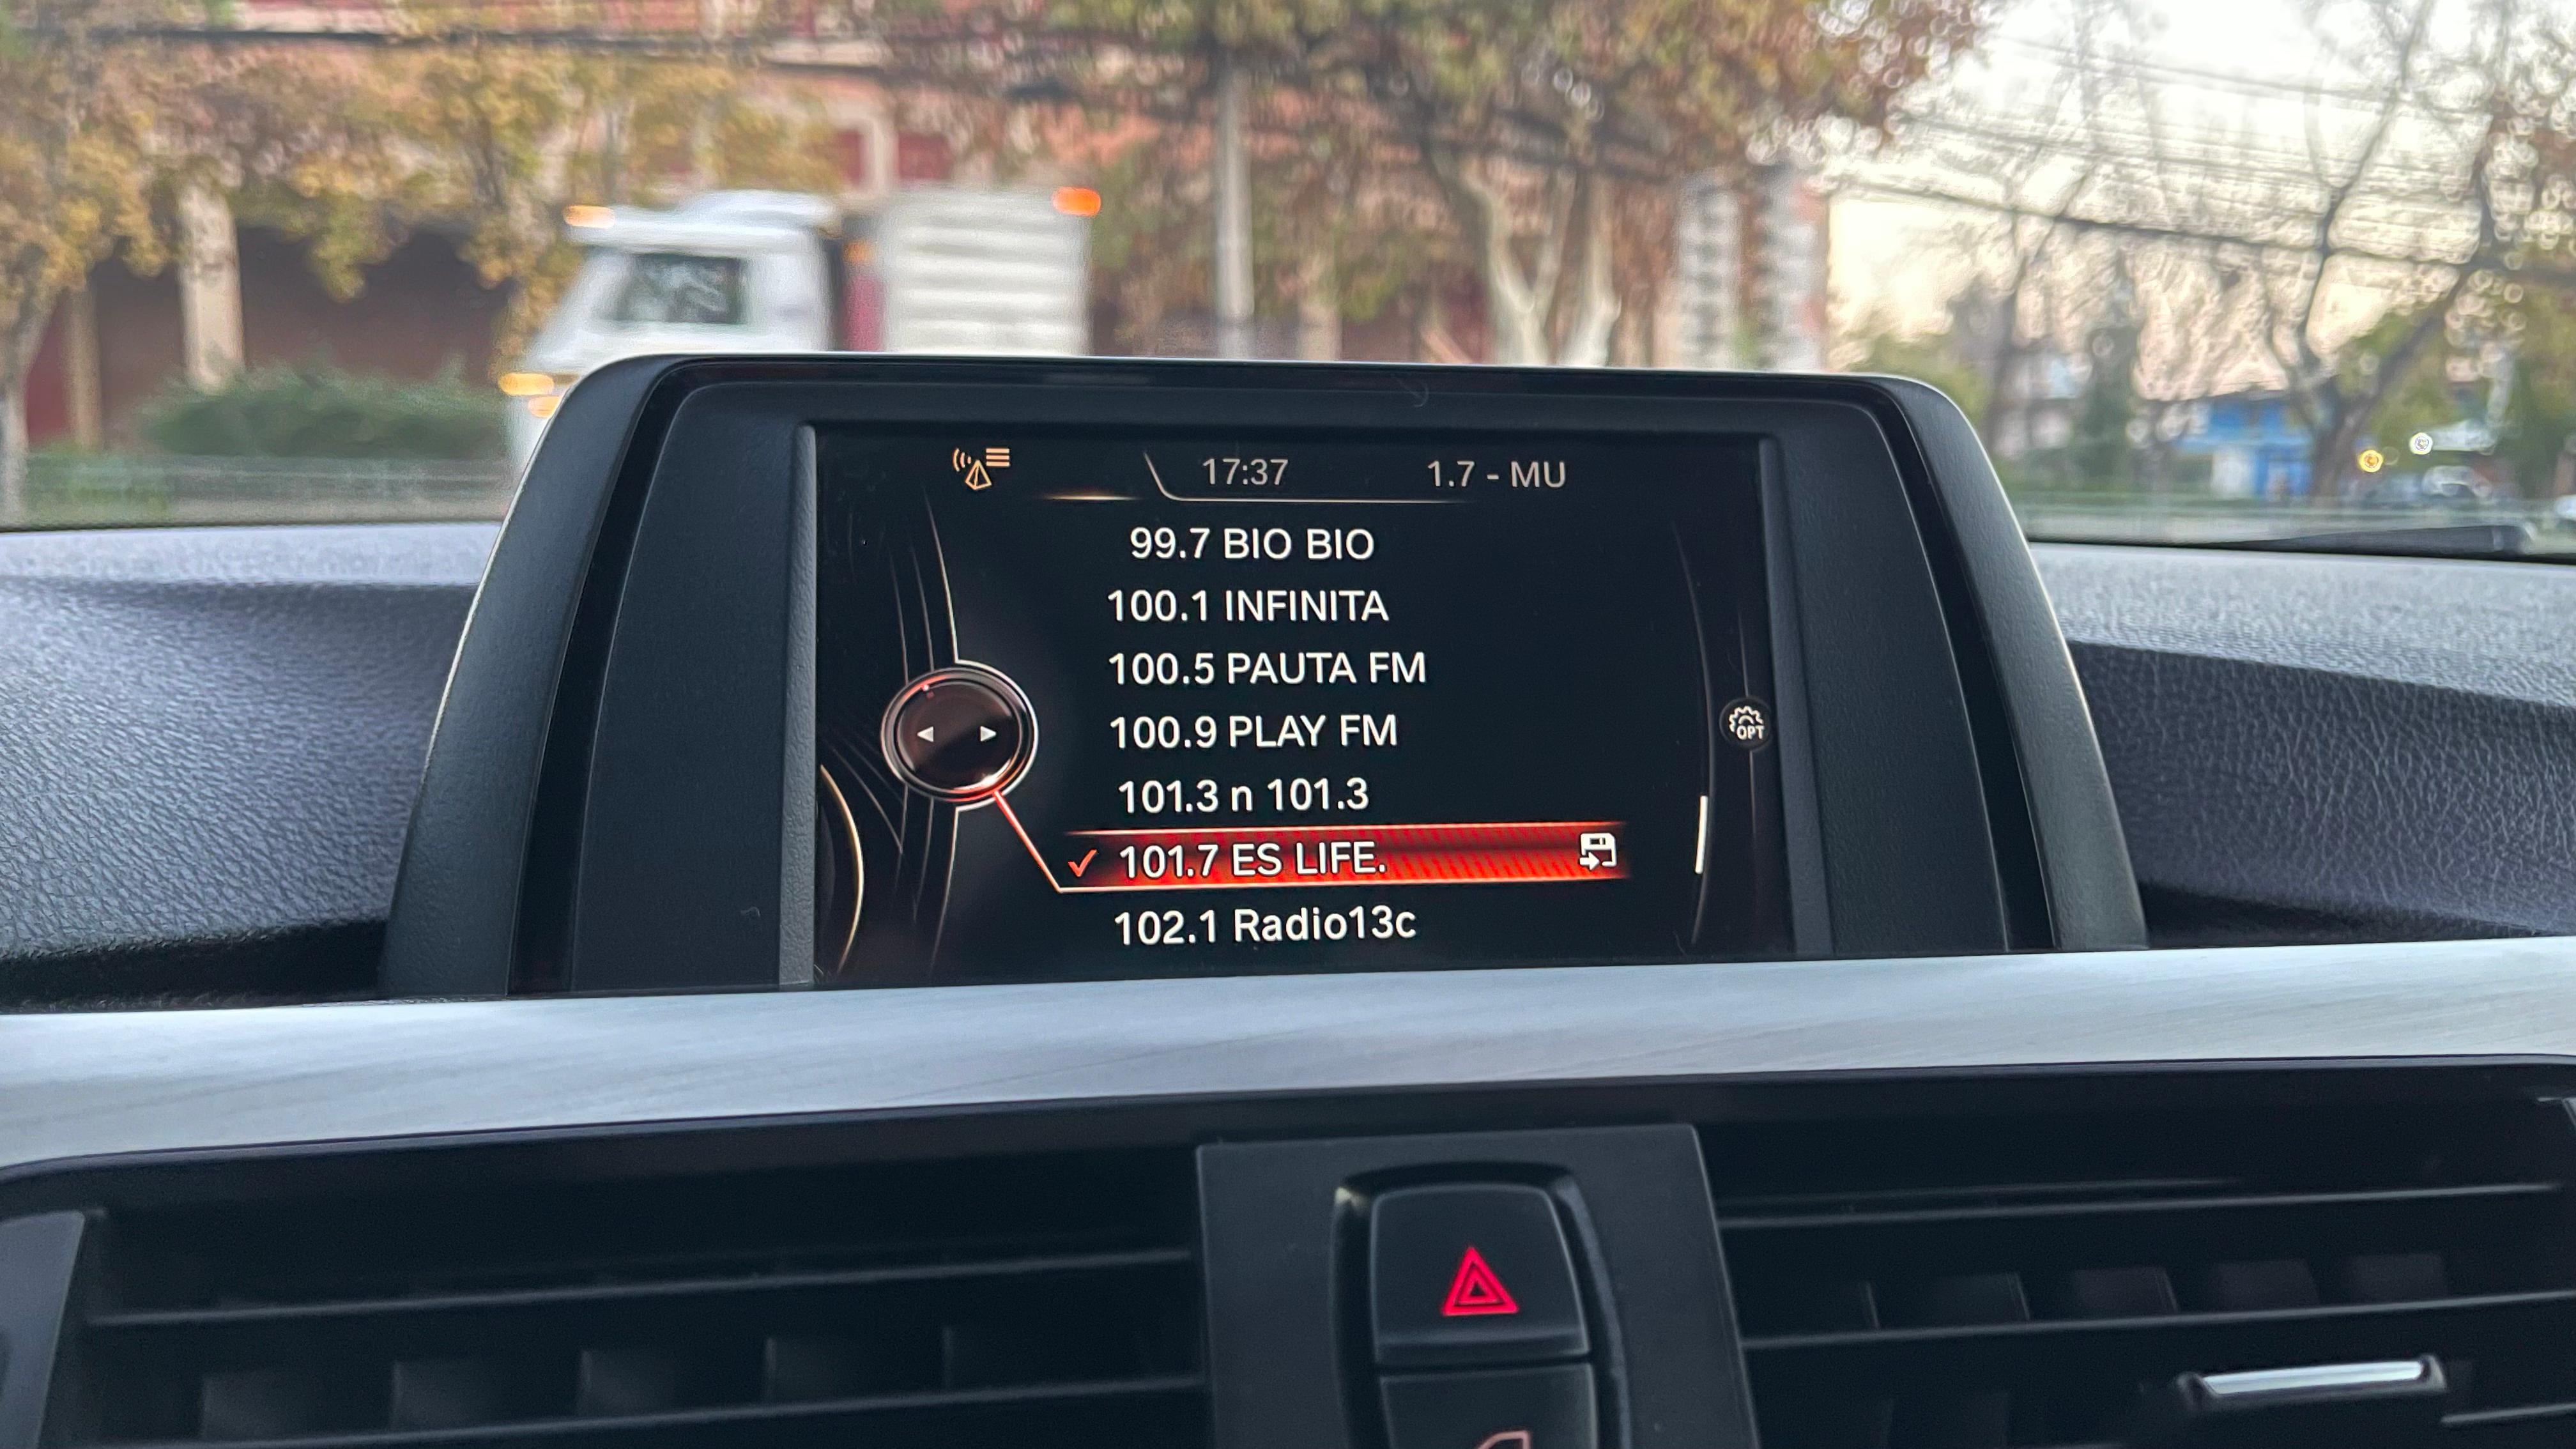 17:37 1.7 - MU
99.7 BIO BIO
100.1 INFINITA
100.5 PAUTA FM
100.9 PLAY FM
101.3 n 101.3
101.7 ES LIFE.
OPT
102.1 Radio13c